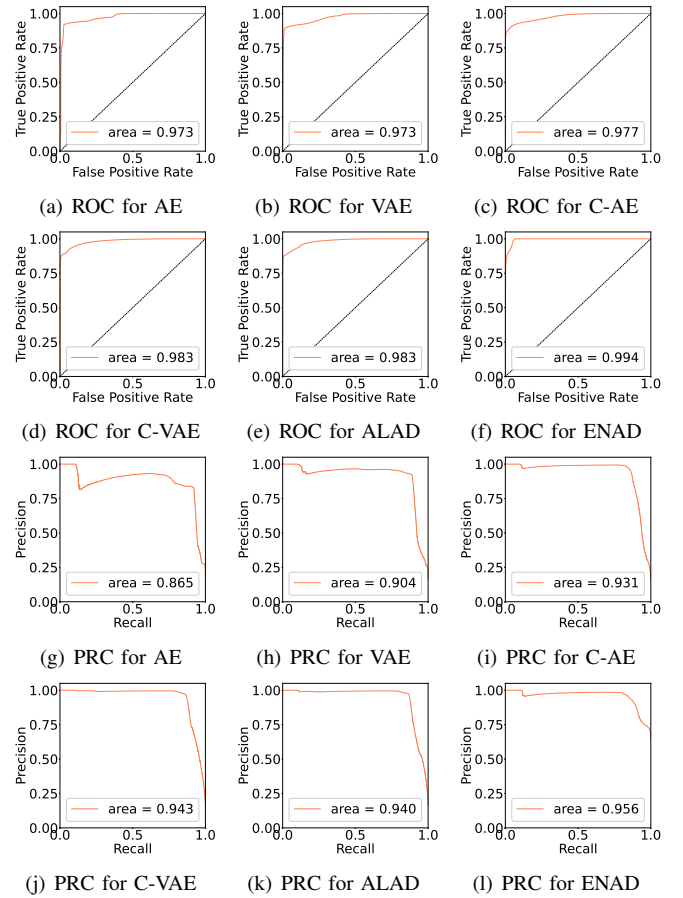 1.00
0.75
0.50
0.25
0.00
True Positive Rate
area = 0.973
0.0 0.5 1.0
False Positive Rate
(a) ROC for AE
1.00
0.75
0.50
0.25
0.00
True Positive Rate
area = 0.973
0.0 0.5 1.0
False Positive Rate
(b) ROC for VAE
1.00
0.75
0.50
0.25
0.00
True Positive Rate
area = 0.977
0.0 0.5 1.0
False Positive Rate
(c) ROC for C-AE
1.00
0.75
0.50
0.25
0.00
True Positive Rate
area = 0.983
0.0 0.5 1.0
False Positive Rate
(d) ROC for C-VAE
1.00
0.75
0.50
0.25
0.00
True Positive Rate
area = 0.983
0.0 0.5 1.0
False Positive Rate
(e) ROC for ALAD
1.00
0.75
0.50
0.25
0.00
True Positive Rate
area = 0.994
0.0 0.5 1.0
False Positive Rate
(f) ROC for ENAD
1.00
0.75
0.50
0.25
0.00
Precision
area = 0.865
0.0 0.5 1.0
Recall
(g) PRC for AE
1.00
0.75
0.50
0.25
0.00
Precision
area = 0.904
0.0 0.5 1.0
Recall
(h) PRC for VAE
1.00
0.75
0.50
0.25
0.00
Precision
area = 0.931
0.0 0.5 1.0
Recall
(i) PRC for C-AE
1.00
0.75
0.50
0.25
0.00
Precision
area = 0.943
0.0 0.5 1.0
Recall
(j) PRC for C-VAE
1.00
0.75
0.50
0.25
0.00
Precision
area = 0.940
0.0 0.5 1.0
Recall
(k) PRC for ALAD
1.00
0.75
0.50
0.25
0.00
Precision
area = 0.956
0.0 0.5 1.0
Recall
(l) PRC for ENAD